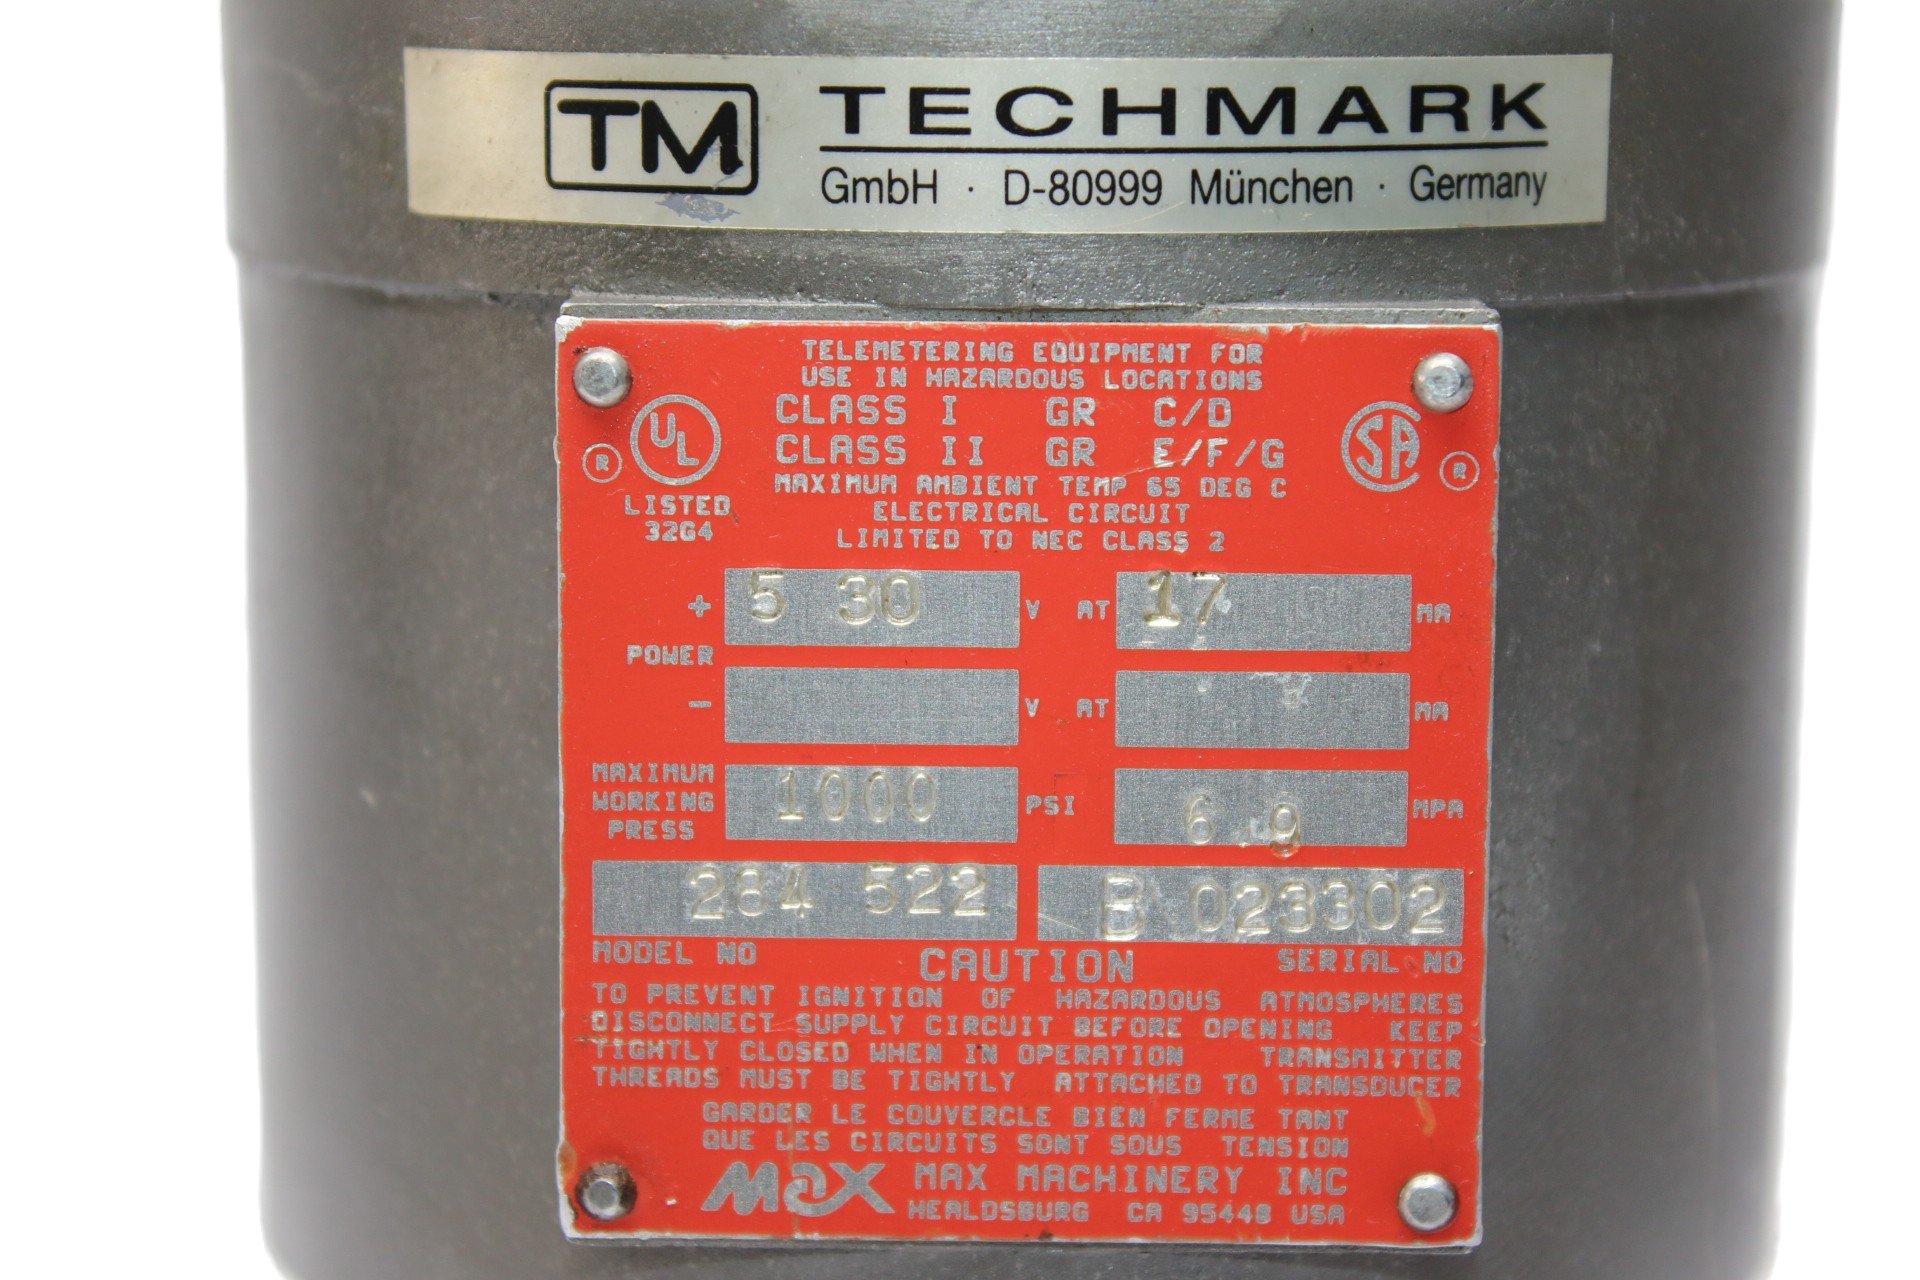 TM TECHMARK
GmbH · D-80999 München · Germany
TELEMETERING EQUIPMENT FOR
USE IN HAZARDOUS LOCATIONS
CLASS I GR C/D
CLASS II GR E/F/G
MAXIMUM AMBIENT TEMP 65 DEG C
ELECTRICAL CIRCUIT
LIMITED TO NEC CLASS 2
® UL
LISTED
32G4
SA ®
+ 5 30 V AT 17 MA
POWER
- V AT MA
MAXIMUM
WORKING
PRESS
1000 PSI 6.9 MPA
284 522 B 023302
MODEL NO CAUTION SERIAL NO
TO PREVENT IGNITION OF HAZARDOUS ATMOSPHERES
DISCONNECT SUPPLY CIRCUIT BEFORE OPENING KEEP
TIGHTLY CLOSED WHEN IN OPERATION TRANSMITTER
THREADS MUST BE TIGHTLY ATTACHED TO TRANSDUCER
GARDER LE COUVERCLE BIEN FERME TANT
QUE LES CIRCUITS SONT SOUS TENSION
MAX MAX MACHINERY INC
HEALDSBURG CA 95448 USA